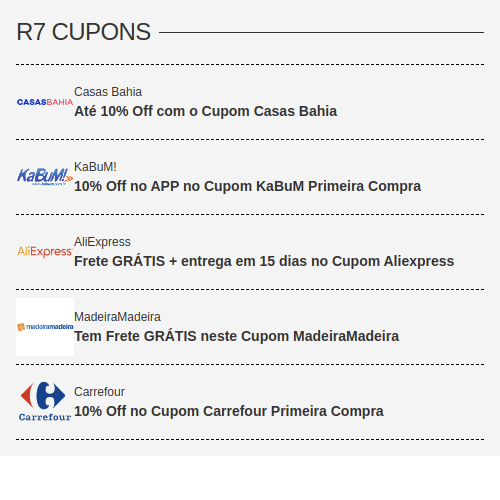 R7 CUPONS
CASASBAHIA
Casas Bahia
Até 10% Off com o Cupom Casas Bahia
KaBuM!
KaBuM!
10% Off no APP no Cupom KaBuM Primeira Compra
AliExpress
AliExpress
Frete GRÁTIS + entrega em 15 dias no Cupom Aliexpress
madeiramadeira
MadeiraMadeira
Tem Frete GRÁTIS neste Cupom MadeiraMadeira
Carrefour
Carrefour
10% Off no Cupom Carrefour Primeira Compra